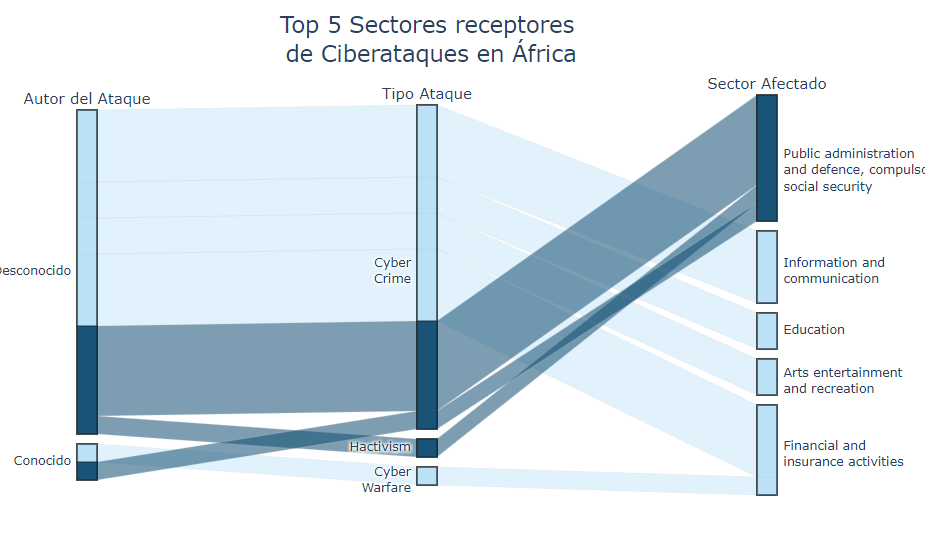 Top 5 Sectores receptores
de Ciberataques en África
Autor del Ataque
Tipo Ataque
Sector Afectado
Desconocido
Conocido
Cyber
Crime
Hactivism
Cyber
Warfare
Public administration
and defence, compulso
social security
Information and
communication
Education
Arts entertainment
and recreation
Financial and
insurance activities